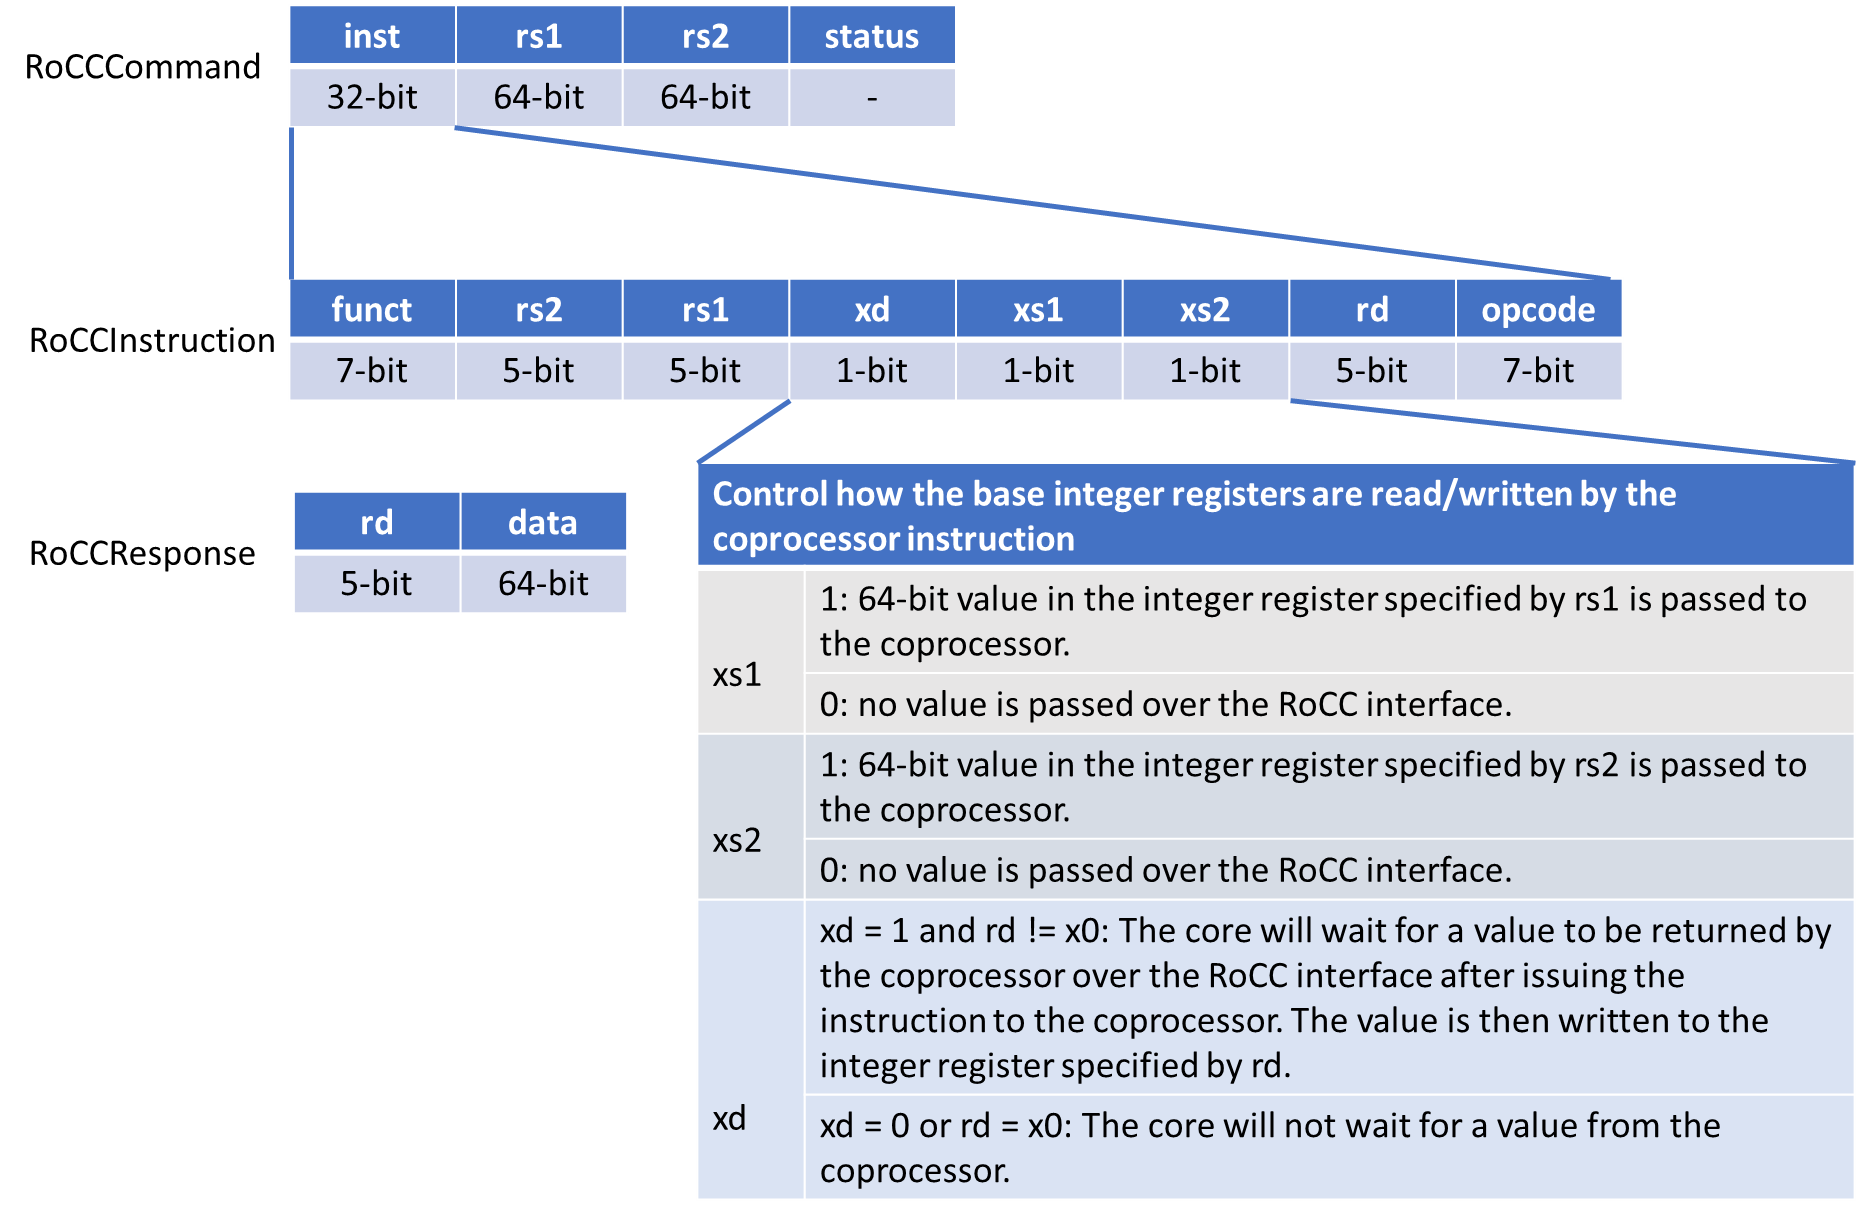 RoCCCommand
inst rs1 rs2 status
32-bit 64-bit 64-bit -
RoCCInstruction
funct rs2 rs1 xd xs1 xs2 rd opcode
7-bit 5-bit 5-bit 1-bit 1-bit 1-bit 5-bit 7-bit
RoCCResponse
rd data
5-bit 64-bit
Control how the base integer registers are read/written by the
coprocessor instruction
xs1
1: 64-bit value in the integer register specified by rs1 is passed to
the coprocessor.
0: no value is passed over the RoCC interface.
xs2
1: 64-bit value in the integer register specified by rs2 is passed to
the coprocessor.
0: no value is passed over the RoCC interface.
xd
xd = 1 and rd != x0: The core will wait for a value to be returned by
the coprocessor over the RoCC interface after issuing the
instruction to the coprocessor. The value is then written to the
integer register specified by rd.
xd = 0 or rd = x0: The core will not wait for a value from the
coprocessor.